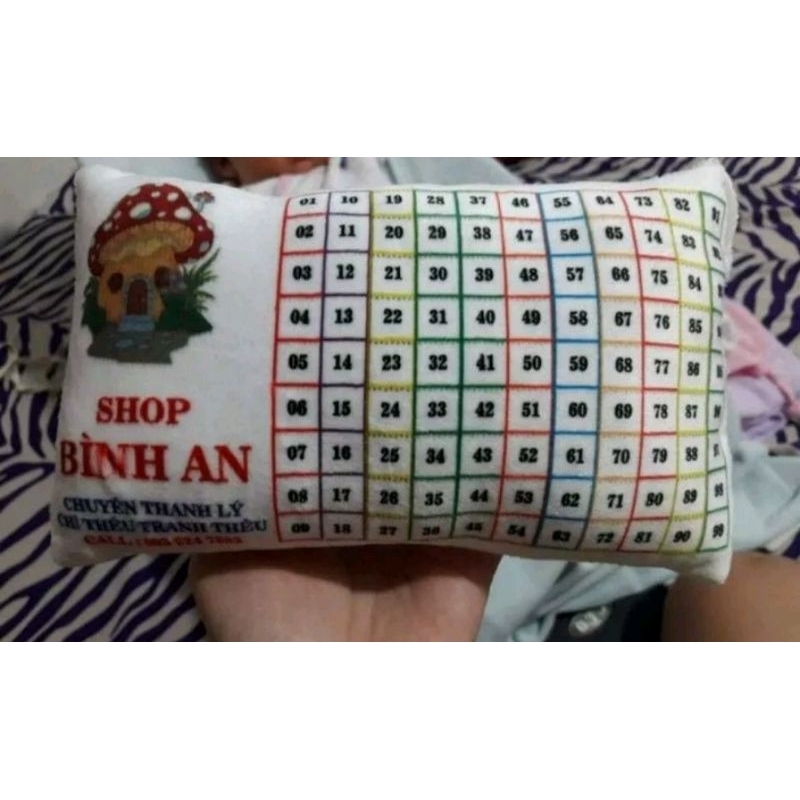 SHOP
BÌNH AN
CHUYÊN THANH LÝ
CHỈ THÊU TRANH THÊU
CALL :
01 10 19 28 37 46 55 64 73 82 91
02 11 20 29 38 47 56 65 74 83
03 12 21 30 39 48 57 66 75 84
04 13 22 31 40 49 58 67 76 85
05 14 23 32 41 50 59 68 77 86
06 15 24 33 42 51 60 69 78 87
07 16 25 34 43 52 61 70 79 88
08 17 26 35 44 53 62 71 80 89 98
09 18 27 36 45 54 63 72 81 90 99